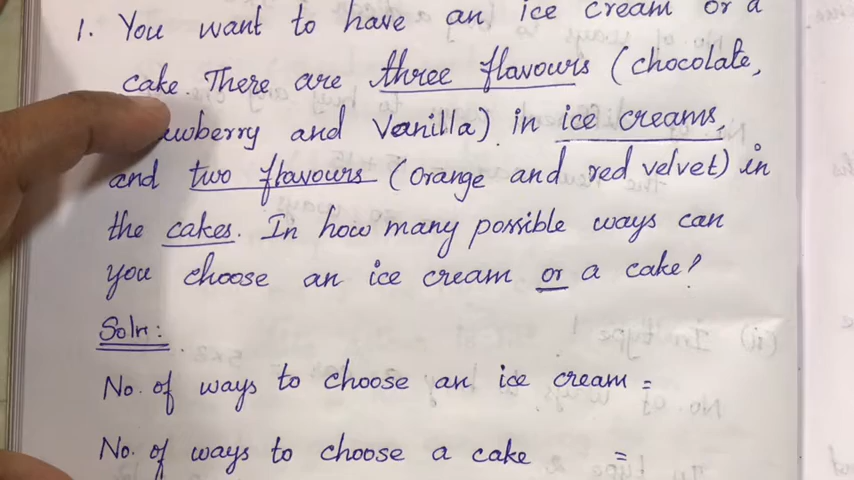 1. You want to have an ice cream or a
cake. There are three flavours (chocolate,
wberry and Vanilla) in ice creams,
and two flavours (orange and red velvet) in
the cakes. In how many possible ways can
you choose an ice cream or a cake?
Soln:
No. of ways to choose an ice cream =
No. of ways to choose a cake =